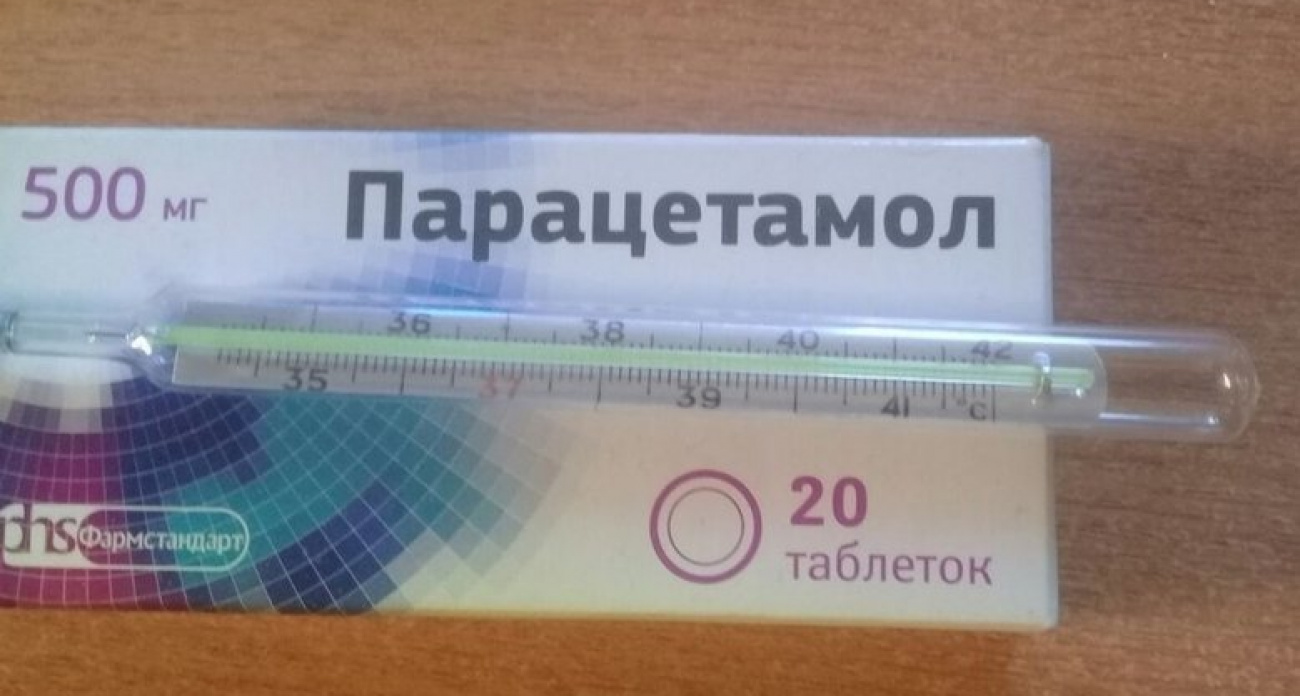 500 мг
Парацетамол
36 38 40 42
35 37 39 41 °C
phs Фармстандарт
20
таблеток